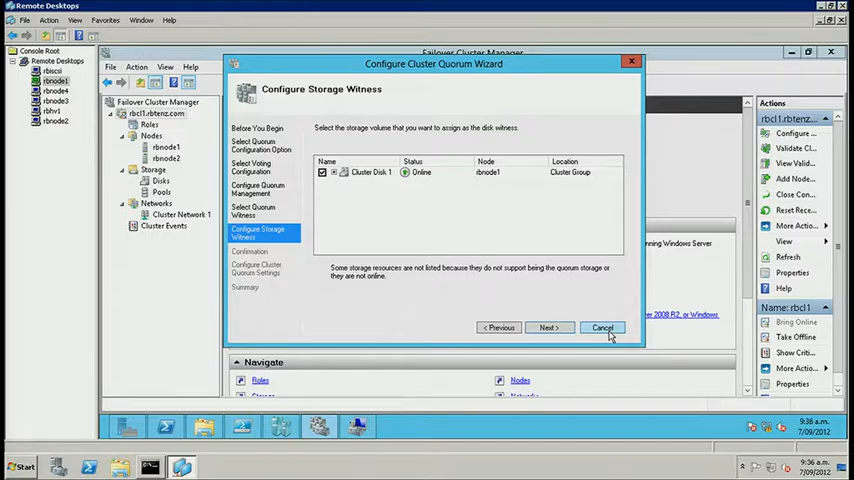 Remote Desktops
File Action View Favorites Window Help
Console Root
Remote Desktops
rbiscsi
rbnode1
rbnode4
rbnode3
rbhv1
rbnode2
Failover Cluster Manager
File Action View Help
Failover Cluster Manager
rbcl1.rbtenz.com
Roles
Nodes
rbnode1
rbnode2
Storage
Disks
Pools
Networks
Cluster Network 1
Cluster Events
Configure Cluster Quorum Wizard
Configure Storage Witness
Before You Begin
Select Quorum
Configuration Option
Select Voting
Configuration
Configure Quorum
Management
Select Quorum
Witness
Configure Storage
Witness
Confirmation
Configure Cluster
Quorum Settings
Summary
Select the storage volume that you want to assign as the disk witness.
Name Status Node Location
Cluster Disk 1 Online rbnode1 Cluster Group
Some storage resources are not listed because they do not support being the quorum storage or
they are not online.
< Previous Next > Cancel
nning Windows Server
er 2008 R2, or Windows
Navigate
Roles Nodes
Actions
rbcl1.rbtenz.c...
Configure ...
Validate Cl...
View Valid...
Add Node...
Close Con...
Reset Rece...
More Actio...
View
Refresh
Properties
Help
Name: rbcl1
Bring Online
Take Offline
Show Criti...
More Actio...
Properties
9:36 a.m.
7/09/2012
Start
9:36 a.m.
7/09/2012